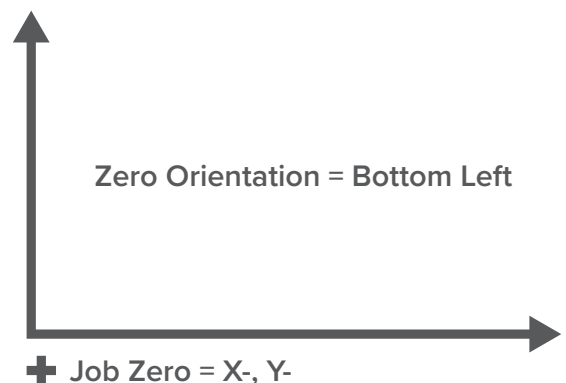 Zero Orientation = Bottom Left
Job Zero = X-, Y-